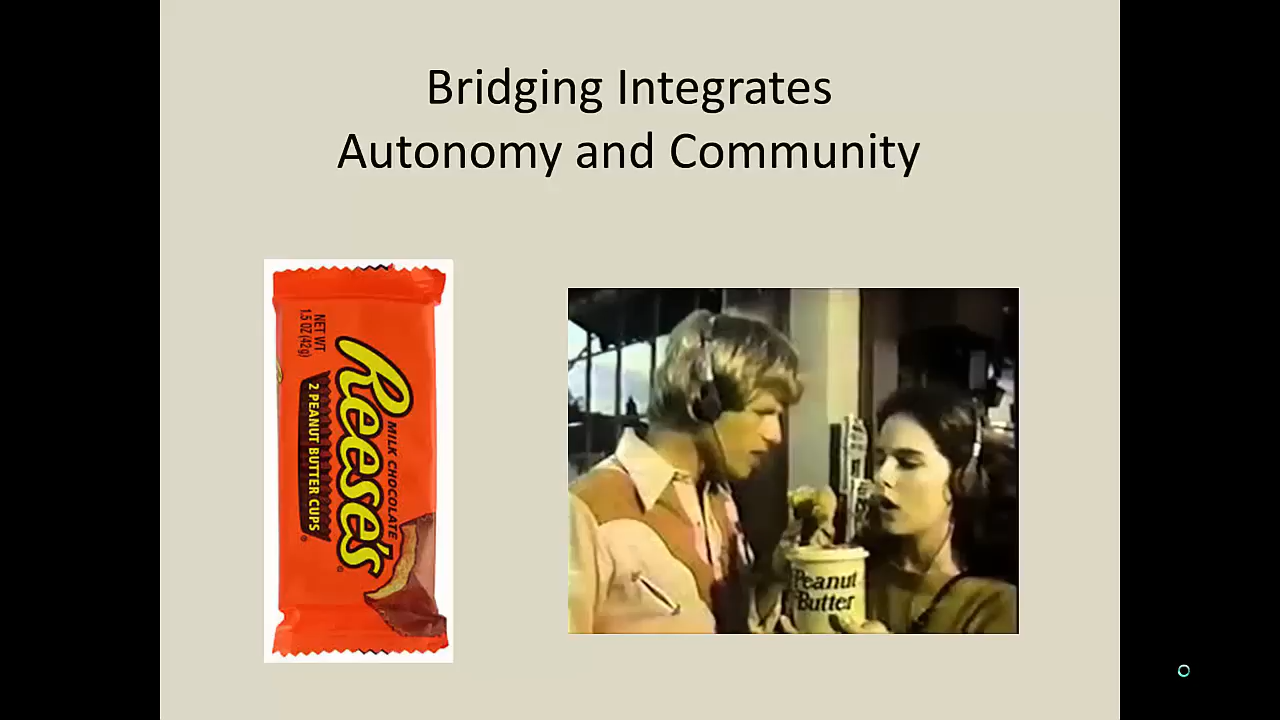 Bridging Integrates
Autonomy and Community
NET WT
1.5 OZ (42g)
Reese's
MILK CHOCOLATE
2 PEANUT BUTTER CUPS
Peanut
Butter